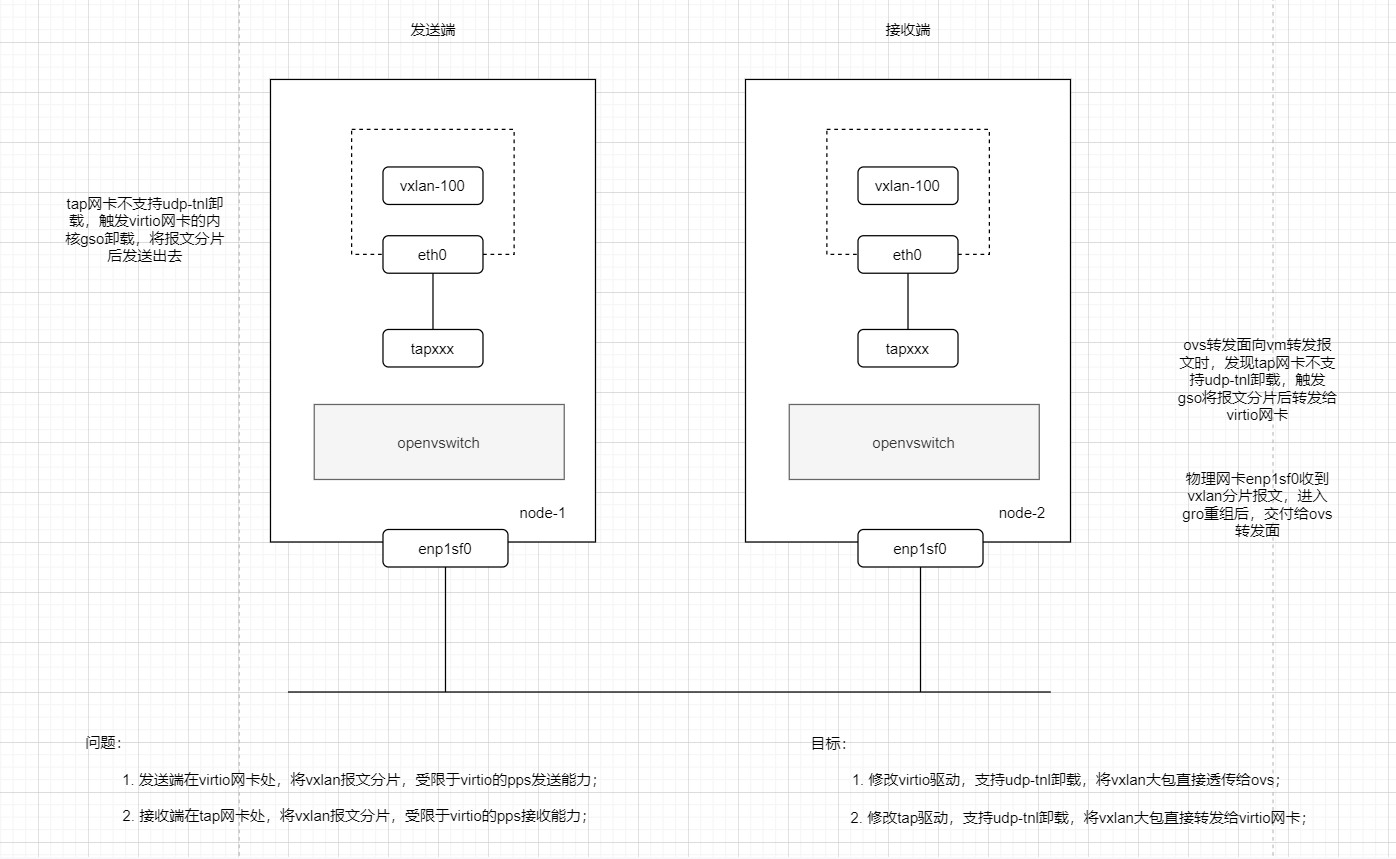 发送端
接收端
vxlan-100
vxlan-100
tap网卡不支持udp-tnl卸
载，触发virtio网卡的内
核gso卸载，将报文分片
后发送出去
eth0
eth0
tapxxx
tapxxx
ovs转发面向vm转发报
文时，发现tap网卡不支
持udp-tnl卸载，触发
gso将报文分片后转发给
virtio网卡
openvswitch
openvswitch
物理网卡enp1sf0收到
vxlan分片报文，进入
gro重组后，交付给ovs
转发面
node-1
node-2
enp1sf0
enp1sf0
问题：
1. 发送端在virtio网卡处，将vxlan报文分片，受限于virtio的pps发送能力；
2. 接收端在tap网卡处，将vxlan报文分片，受限于virtio的pps接收能力；
目标：
1. 修改virtio驱动，支持udp-tnl卸载，将vxlan大包直接透传给ovs；
2. 修改tap驱动，支持udp-tnl卸载，将vxlan大包直接转发给virtio网卡；